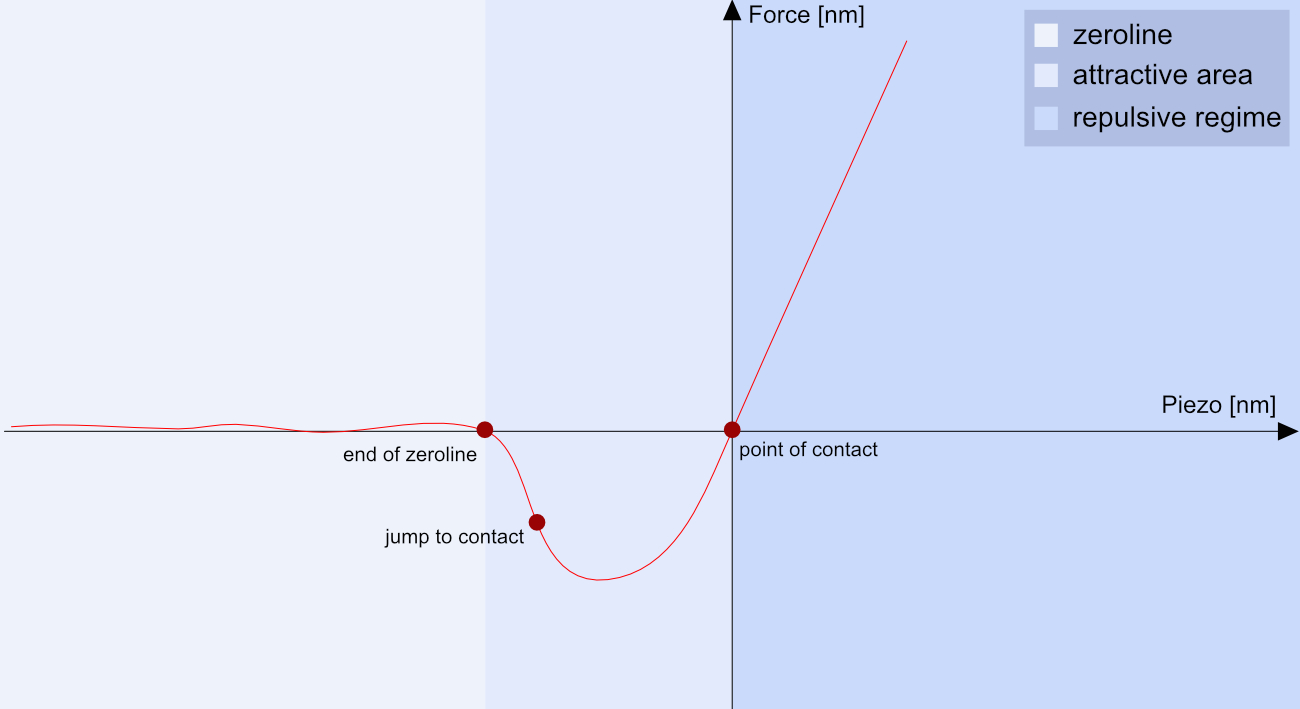 Force [nm]
zeroline
attractive area
repulsive regime
Piezo [nm]
end of zeroline
point of contact
jump to contact